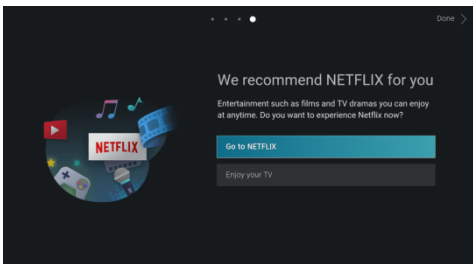 Done
We recommend NETFLIX for you
Entertainment such as films and TV dramas you can enjoy
at anytime. Do you want to experience Netflix now?
NETFLIX
Go to NETFLIX
Enjoy your TV